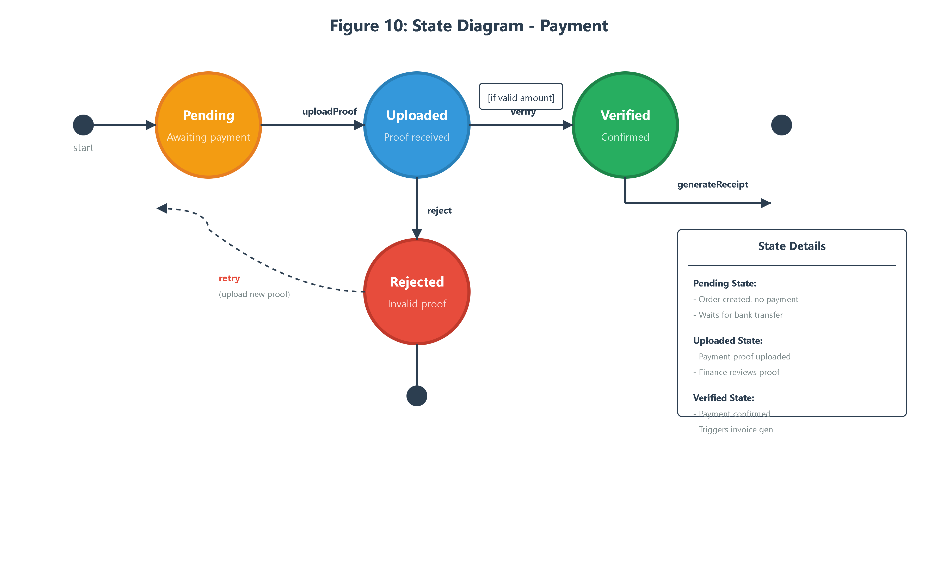 Figure 10: State Diagram - Payment
start
Pending
Awaiting payment
uploadProof
Uploaded
Proof received
[if valid amount]
verify
Verified
Confirmed
generateReceipt
reject
retry
(upload new proof)
Rejected
Invalid proof
State Details
Pending State:
- Order created, no payment
- Waits for bank transfer
Uploaded State:
- Payment proof uploaded
- Finance reviews proof
Verified State:
- Payment confirmed
- Triggers invoice gen